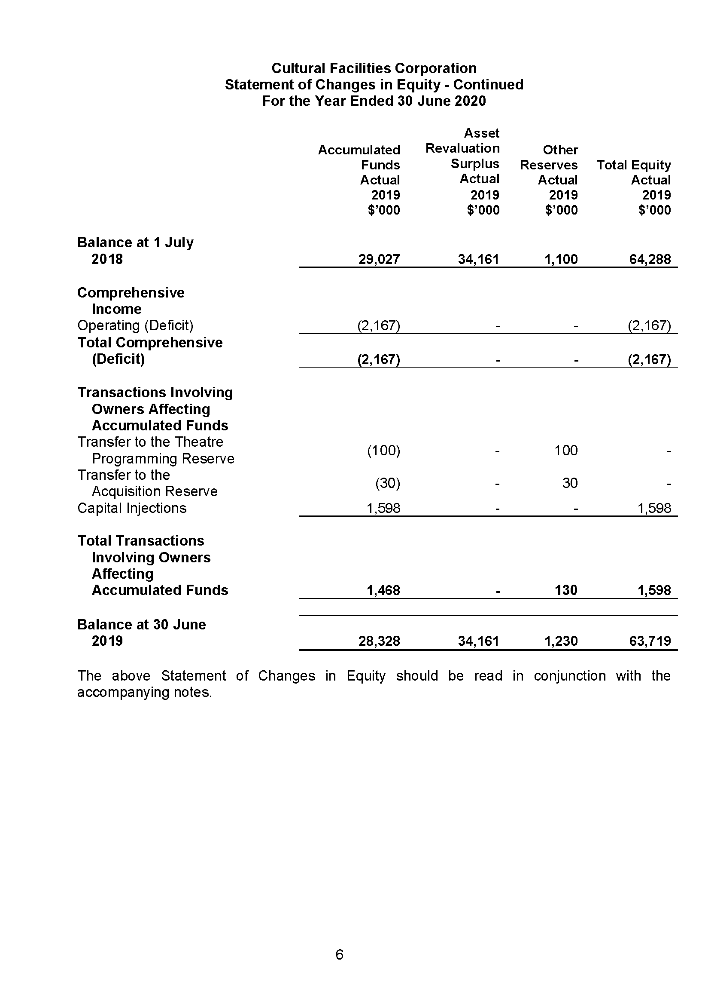 Cultural Facilities Corporation
Statement of Changes in Equity - Continued
For the Year Ended 30 June 2020
Asset
Accumulated Revaluation Other
Funds Surplus Reserves Total Equity
Actual Actual Actual Actual
2019 2019 2019 2019
$’000 $’000 $’000 $’000
Balance at 1 July
2018 29,027 34,161 1,100 64,288
Comprehensive
Income
Operating (Deficit) (2,167) - - (2,167)
Total Comprehensive
(Deficit) (2,167) - - (2,167)
Transactions Involving
Owners Affecting
Accumulated Funds
Transfer to the Theatre
Programming Reserve (100) - 100 -
Transfer to the
Acquisition Reserve (30) - 30 -
Capital Injections 1,598 - - 1,598
Total Transactions
Involving Owners
Affecting
Accumulated Funds 1,468 - 130 1,598
Balance at 30 June
2019 28,328 34,161 1,230 63,719
The above Statement of Changes in Equity should be read in conjunction with the
accompanying notes.
6